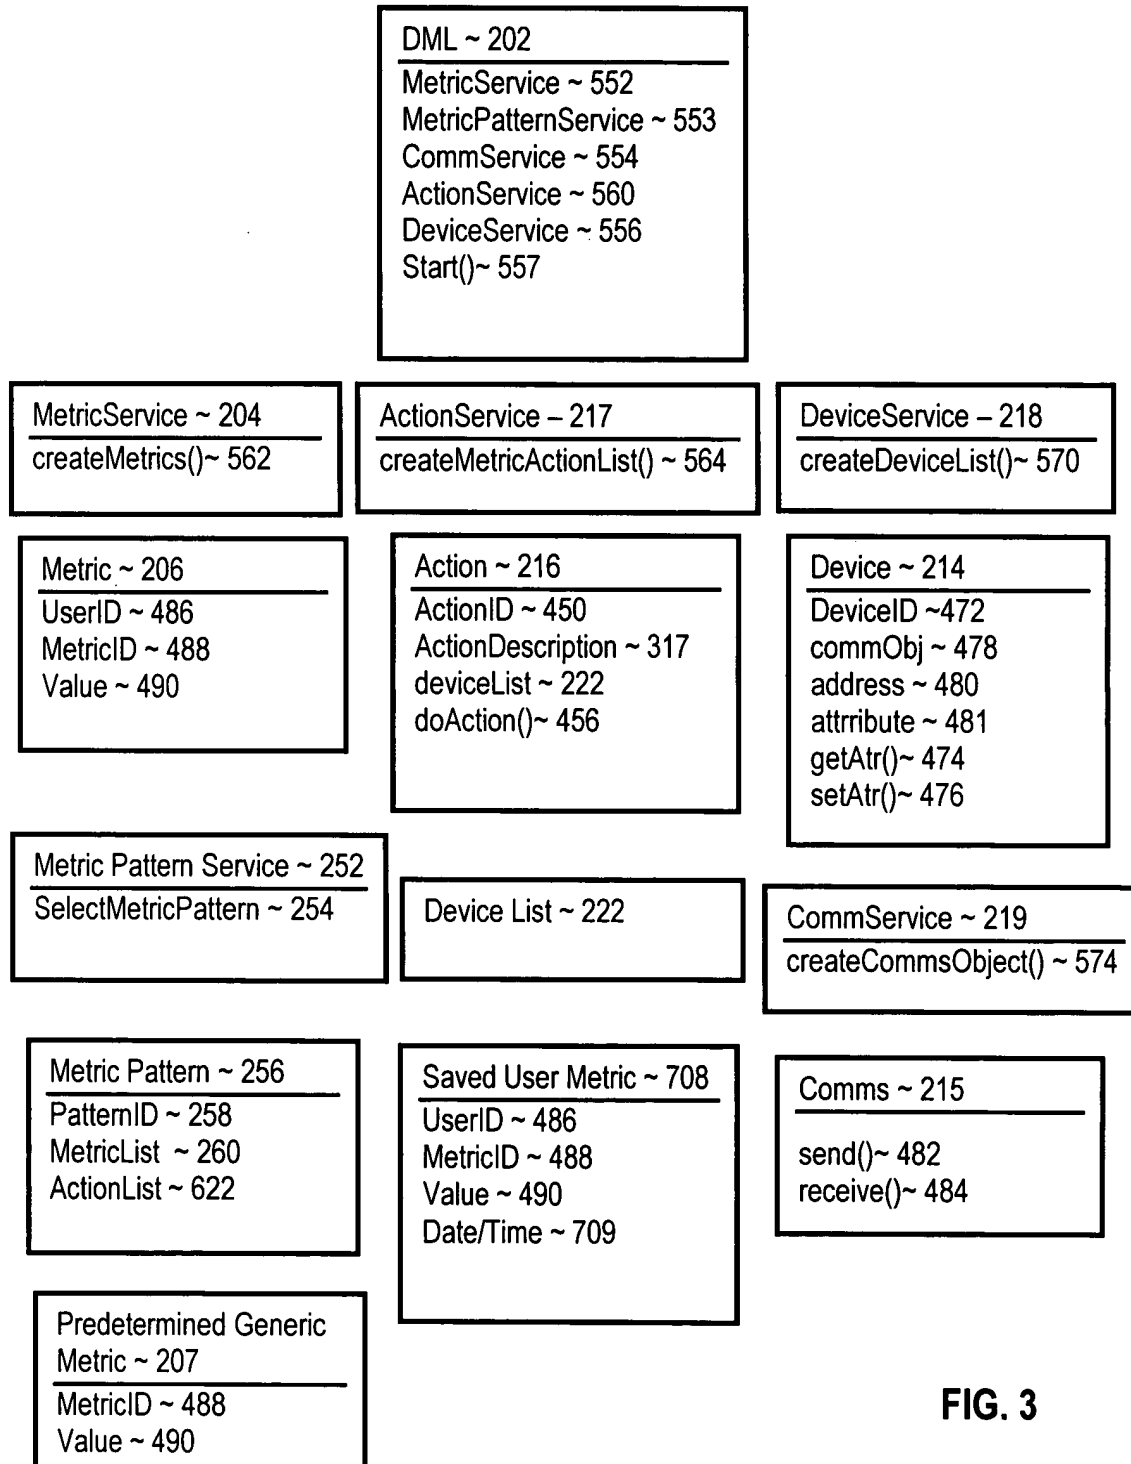 DML ~ 202
MetricService ~ 552
MetricPatternService ~ 553
CommService ~ 554
ActionService ~ 560
DeviceService ~ 556
Start()~ 557
MetricService ~ 204
createMetrics()~ 562
ActionService – 217
createMetricActionList() ~ 564
DeviceService – 218
createDeviceList()~ 570
Metric ~ 206
UserID ~ 486
MetricID ~ 488
Value ~ 490
Action ~ 216
ActionID ~ 450
ActionDescription ~ 317
deviceList ~ 222
doAction()~ 456
Device ~ 214
DeviceID ~472
commObj ~ 478
address ~ 480
attrribute ~ 481
getAtr()~ 474
setAtr()~ 476
Metric Pattern Service ~ 252
SelectMetricPattern ~ 254
Device List ~ 222
CommService ~ 219
createCommsObject() ~ 574
Metric Pattern ~ 256
PatternID ~ 258
MetricList ~ 260
ActionList ~ 622
Saved User Metric ~ 708
UserID ~ 486
MetricID ~ 488
Value ~ 490
Date/Time ~ 709
Comms ~ 215
send()~ 482
receive()~ 484
Predetermined Generic
Metric ~ 207
MetricID ~ 488
Value ~ 490
FIG. 3